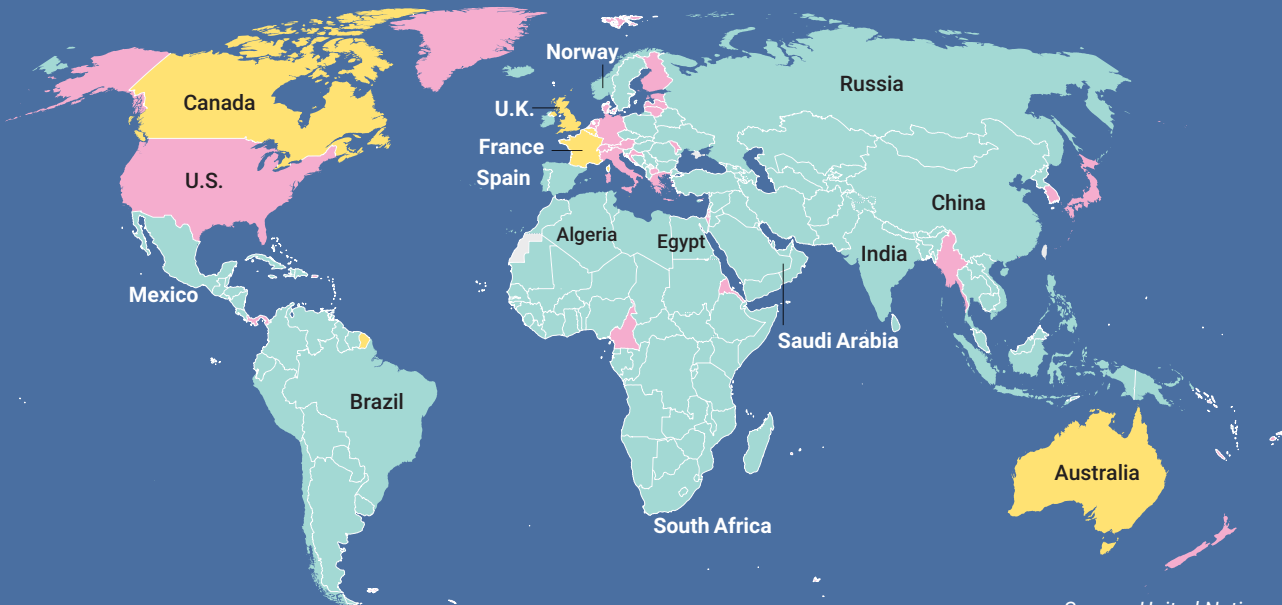 Norway
Russia
Canada
U.K.
France
Spain
U.S.
China
Algeria
Egypt
India
Mexico
Saudi Arabia
Brazil
Australia
South Africa